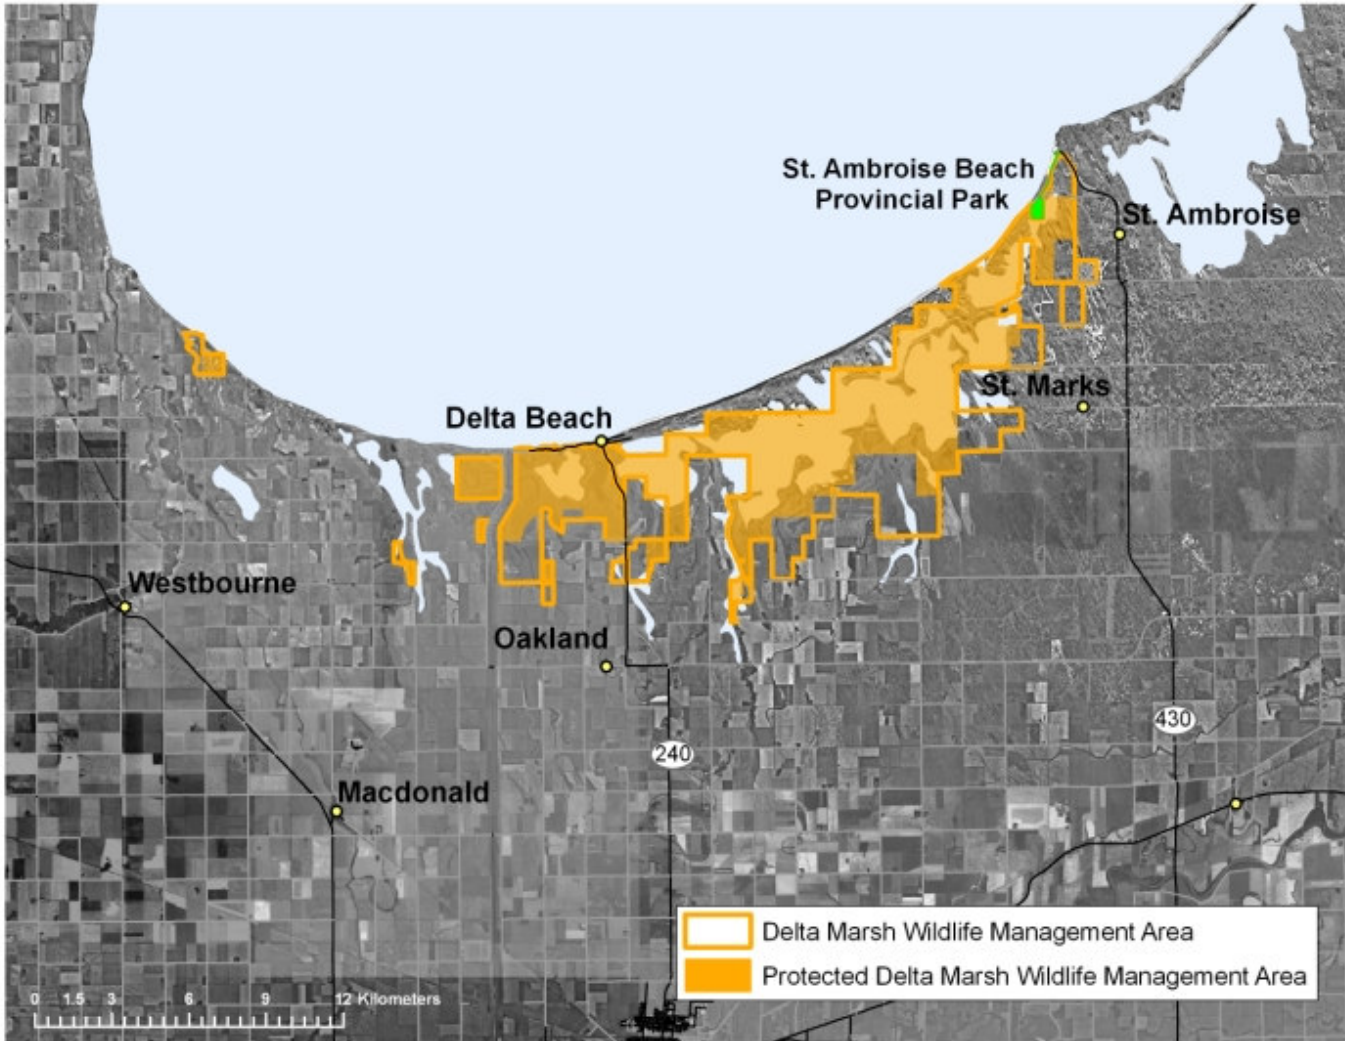 St. Ambroise Beach
Provincial Park
St. Ambroise
St. Marks
Delta Beach
Westbourne
Oakland
430
240
Macdonald
Delta Marsh Wildlife Management Area
Protected Delta Marsh Wildlife Management Area
0 1.5 3 6 9 12 Kilometers